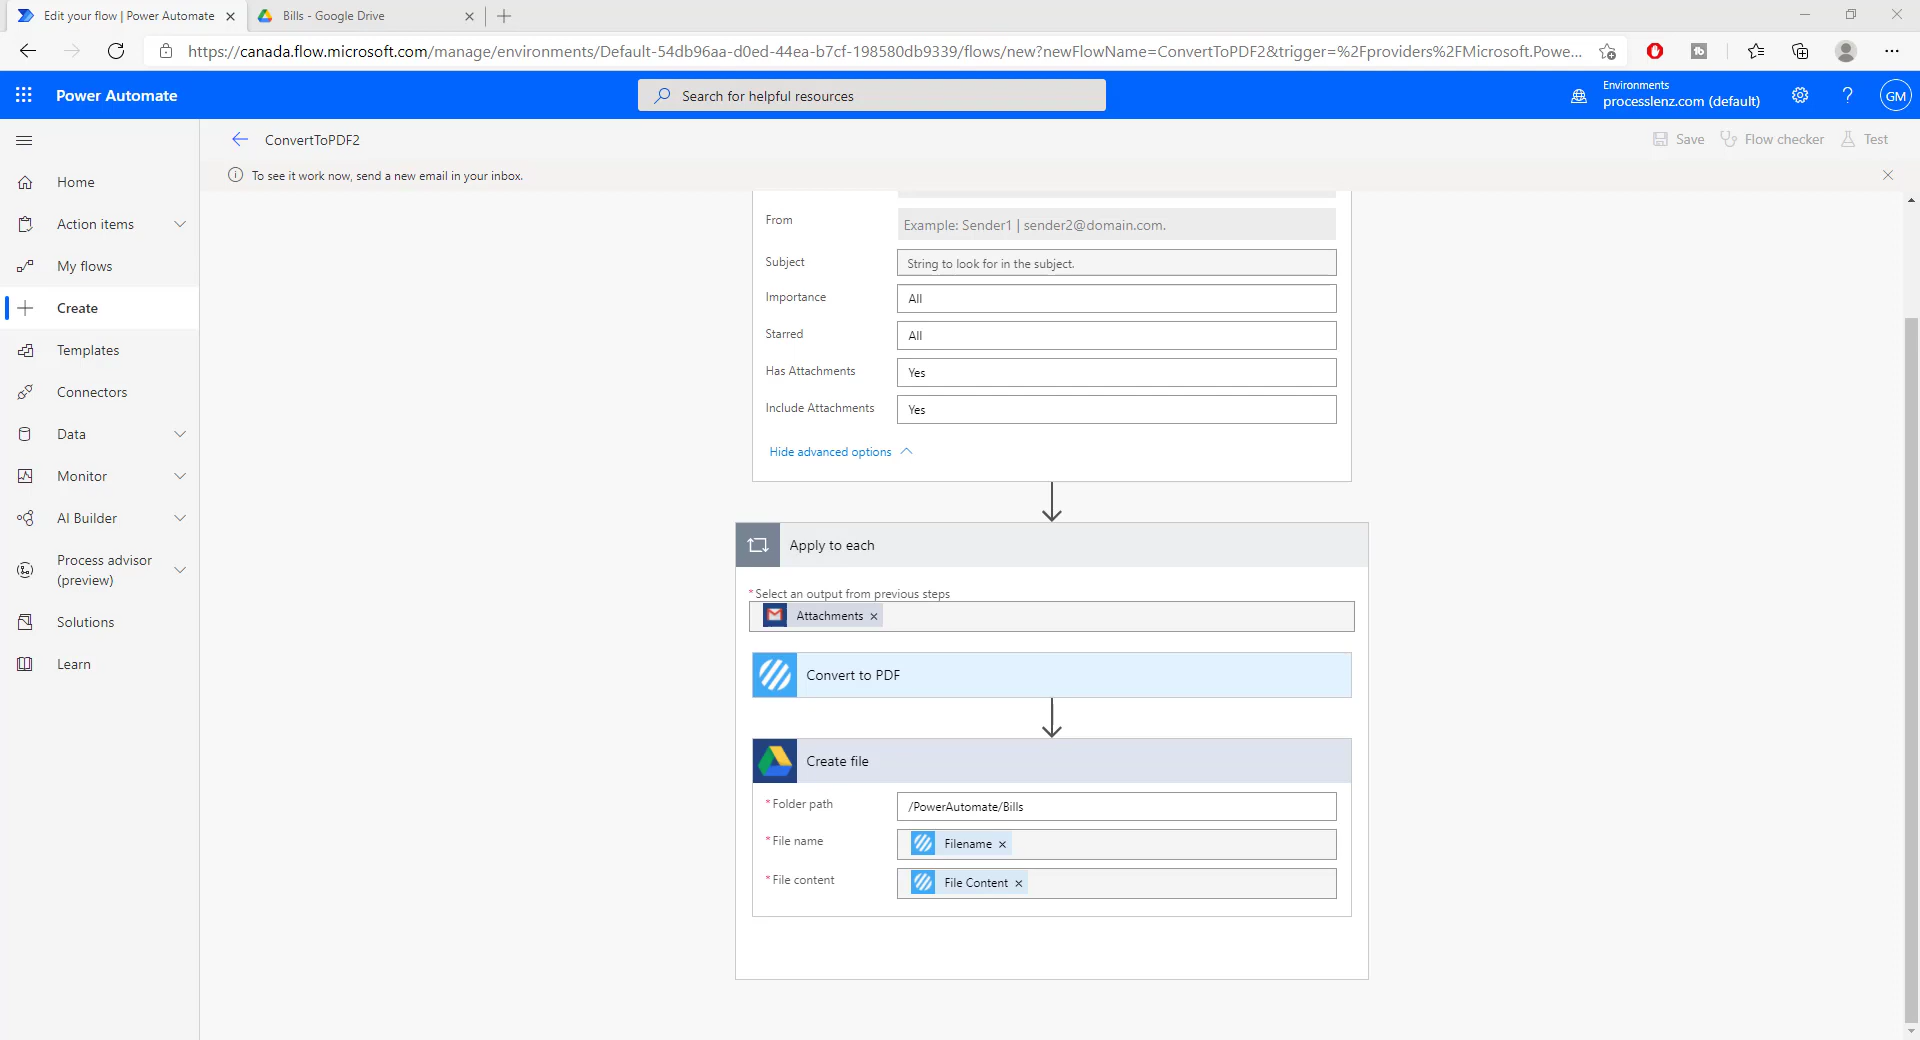 Edit your flow | Power Automate
Bills - Google Drive
https://canada.flow.microsoft.com/manage/environments/Default-54db96aa-d0ed-44ea-b7cf-198580db9339/flows/new?newFlowName=ConvertToPDF2&trigger=%2Fproviders%2FMicrosoft.Powe...
Power Automate
Search for helpful resources
Environments
processlenz.com (default)
?
GM
ConvertToPDF2
Save
Flow checker
Test
To see it work now, send a new email in your inbox.
Home
Action items
My flows
Create
Templates
Connectors
Data
Monitor
AI Builder
Process advisor
(preview)
Solutions
Learn
From
Example: Sender1 | sender2@domain.com.
Subject
String to look for in the subject.
Importance
All
Starred
All
Has Attachments
Yes
Include Attachments
Yes
Hide advanced options
Apply to each
*Select an output from previous steps
Attachments
Convert to PDF
Create file
*Folder path
/PowerAutomate/Bills
*File name
Filename
*File content
File Content